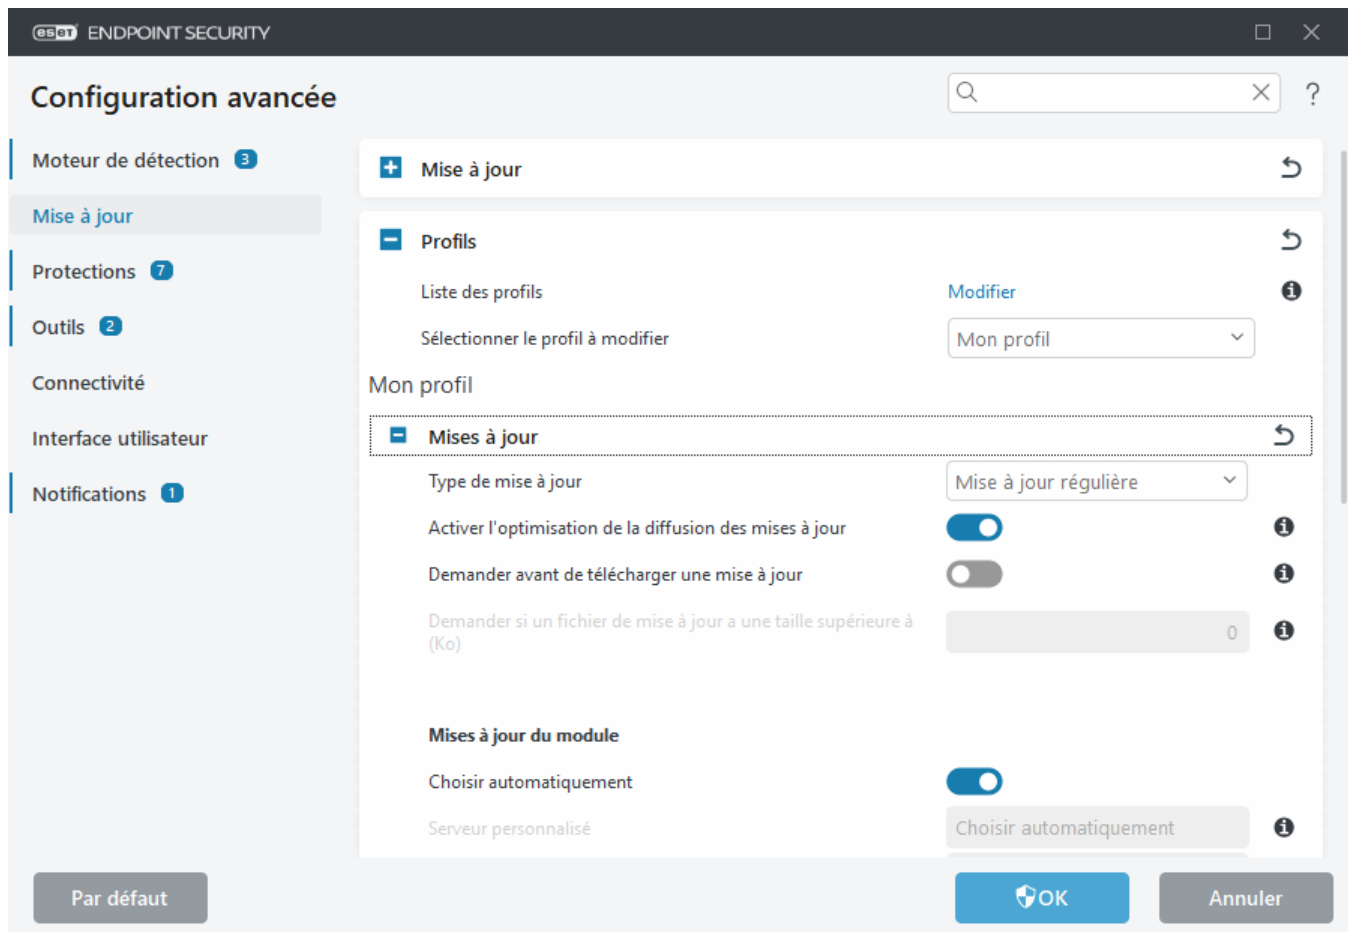 eset ENDPOINT SECURITY
Configuration avancée
?
Moteur de détection 3
Mise à jour
Protections 7
Outils 2
Connectivité
Interface utilisateur
Notifications 1
Mise à jour
Profils
Liste des profils Modifier
Sélectionner le profil à modifier Mon profil
Mon profil
Mises à jour
Type de mise à jour Mise à jour régulière
Activer l'optimisation de la diffusion des mises à jour
Demander avant de télécharger une mise à jour
Demander si un fichier de mise à jour a une taille supérieure à
(Ko) 0
Mises à jour du module
Choisir automatiquement
Serveur personnalisé Choisir automatiquement
Par défaut OK Annuler